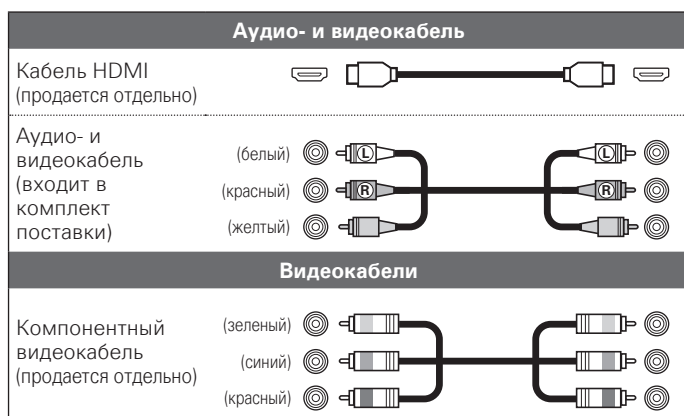 Аудио- и видеокабель
Кабель HDMI
(продается отдельно)
Аудио- и
видеокабель
(входит в
комплект
поставки)
(белый) L L
(красный) R R
(желтый)
Видеокабели
Компонентный
видеокабель
(продается отдельно)
(зеленый)
(синий)
(красный)